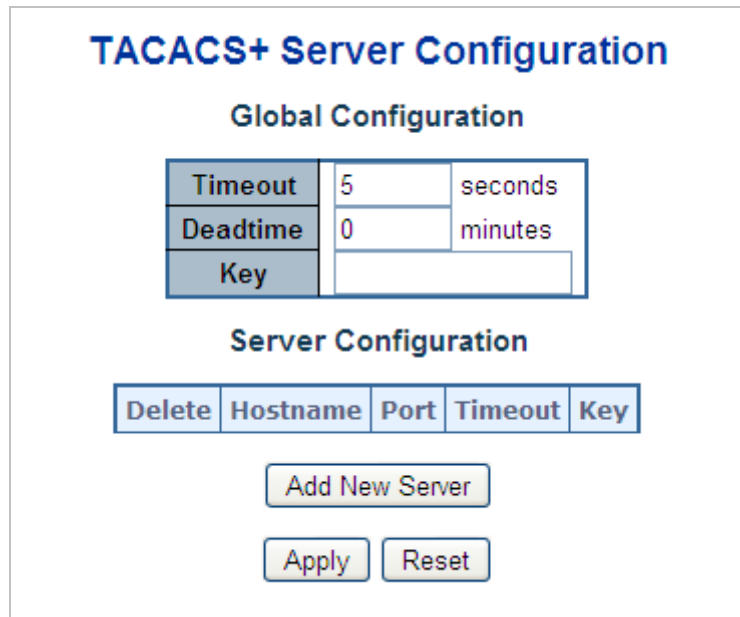 TACACS+ Server Configuration
Global Configuration
Timeout 5 seconds
Deadtime 0 minutes
Key
Server Configuration
Delete Hostname Port Timeout Key
Add New Server
Apply Reset